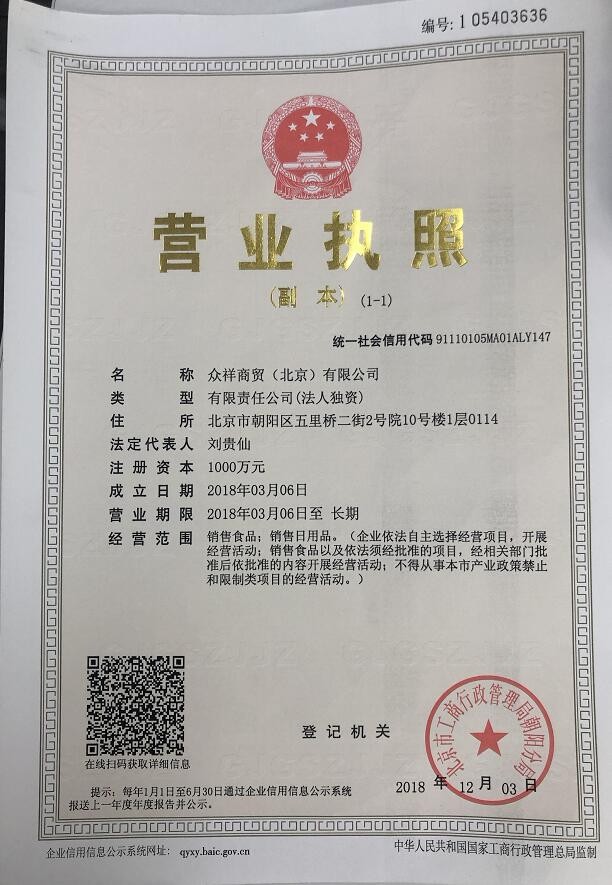 编号: 1 05403636
营业执照
(副 本) (1-1)
统一社会信用代码 91110105MA01ALY147
名 称 众祥商贸（北京）有限公司
类 型 有限责任公司(法人独资)
住 所 北京市朝阳区五里桥二街2号院10号楼1层0114
法定代表人 刘贵仙
注册资本 1000万元
成立日期 2018年03月06日
营业期限 2018年03月06日至 长期
经营范围 销售食品；销售日用品。（企业依法自主选择经营项目，开展
经营活动；销售食品以及依法须经批准的项目，经相关部门批
准后依批准的内容开展经营活动；不得从事本市产业政策禁止
和限制类项目的经营活动。）
在线扫码获取详细信息
登记机关
北京市工商行政管理局朝阳分局
2018 年 12 月 03 日
提示：每年1月1日至6月30日通过企业信用信息公示系统
报送上一年度年度报告并公示。
企业信用信息公示系统网址： qyxy.baic.gov.cn
中华人民共和国国家工商行政管理总局监制